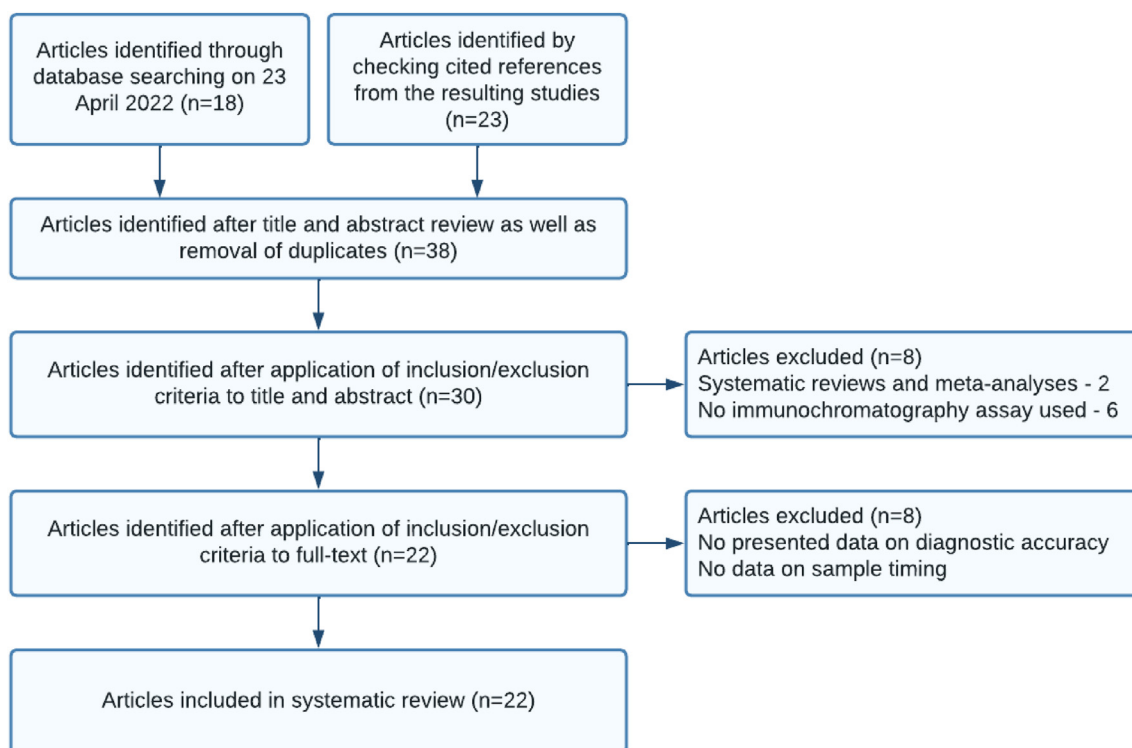 Articles identified through
database searching on 23
April 2022 (n=18)
Articles identified by
checking cited references
from the resulting studies
(n=23)
Articles identified after title and abstract review as well as
removal of duplicates (n=38)
Articles identified after application of inclusion/exclusion
criteria to title and abstract (n=30)
Articles excluded (n=8)
Systematic reviews and meta-analyses - 2
No immunochromatography assay used - 6
Articles identified after application of inclusion/exclusion
criteria to full-text (n=22)
Articles excluded (n=8)
No presented data on diagnostic accuracy
No data on sample timing
Articles included in systematic review (n=22)